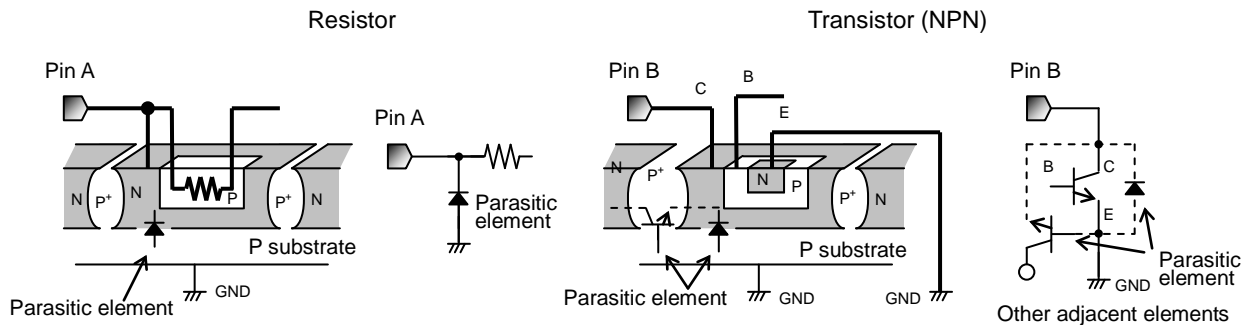 Resistor
Pin A
N
P+
N
P
P+
N
P substrate
GND
Parasitic element
Pin A
Parasitic
element
Transistor (NPN)
Pin B
C
B
E
N
P+
N
P
P+
N
P substrate
Parasitic element
GND
GND
Pin B
B
C
E
Parasitic
element
Other adjacent elements